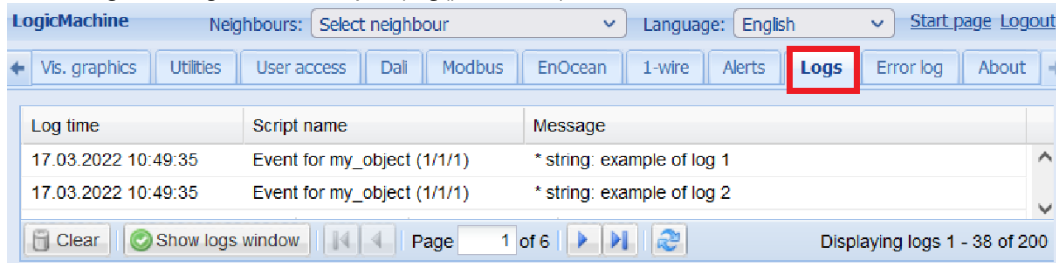 LogicMachine Neighbours: Select neighbour Language: English Start page Logout
Vis. graphics Utilities User access Dali Modbus EnOcean 1-wire Alerts Logs Error log About
Log time Script name Message
17.03.2022 10:49:35 Event for my_object (1/1/1) * string: example of log 1
17.03.2022 10:49:35 Event for my_object (1/1/1) * string: example of log 2
Clear Show logs window Page 1 of 6 Displaying logs 1 - 38 of 200